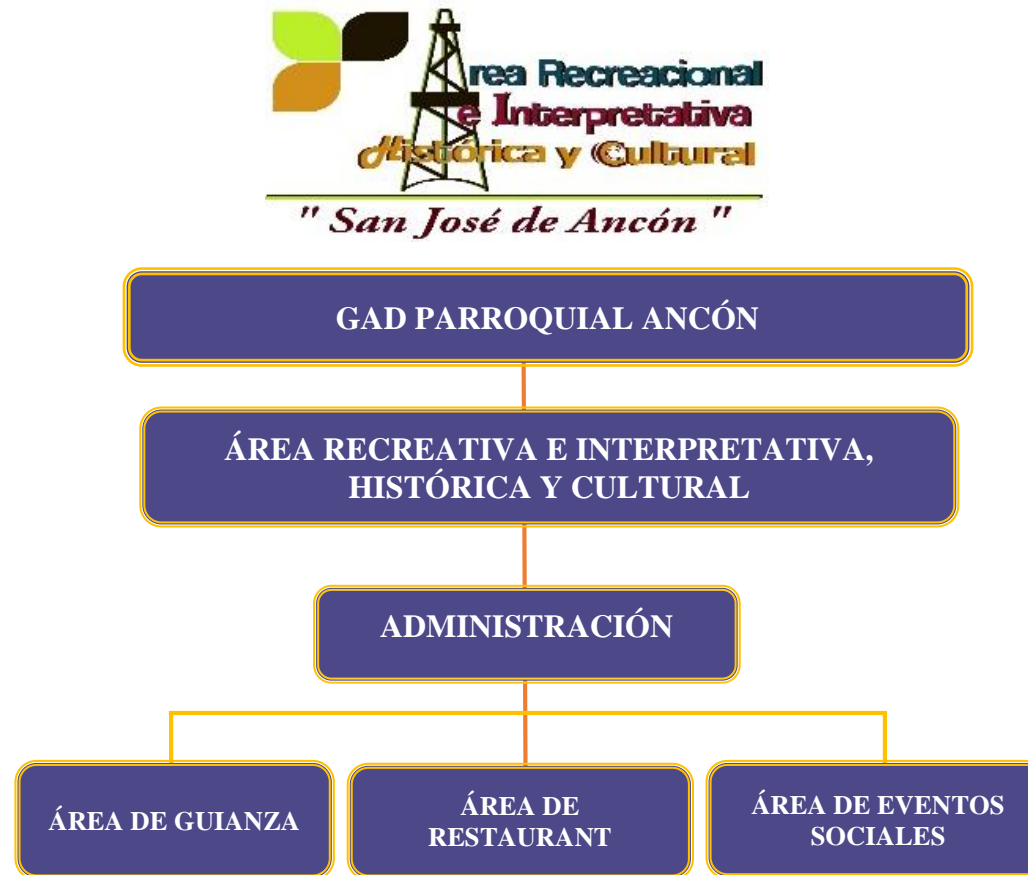 Área Recreacional
e Interpretativa
Histórica y Cultural
" San José de Ancón "
GAD PARROQUIAL ANCÓN
ÁREA RECREATIVA E INTERPRETATIVA,
HISTÓRICA Y CULTURAL
ADMINISTRACIÓN
ÁREA DE GUIANZA
ÁREA DE
RESTAURANT
ÁREA DE EVENTOS
SOCIALES